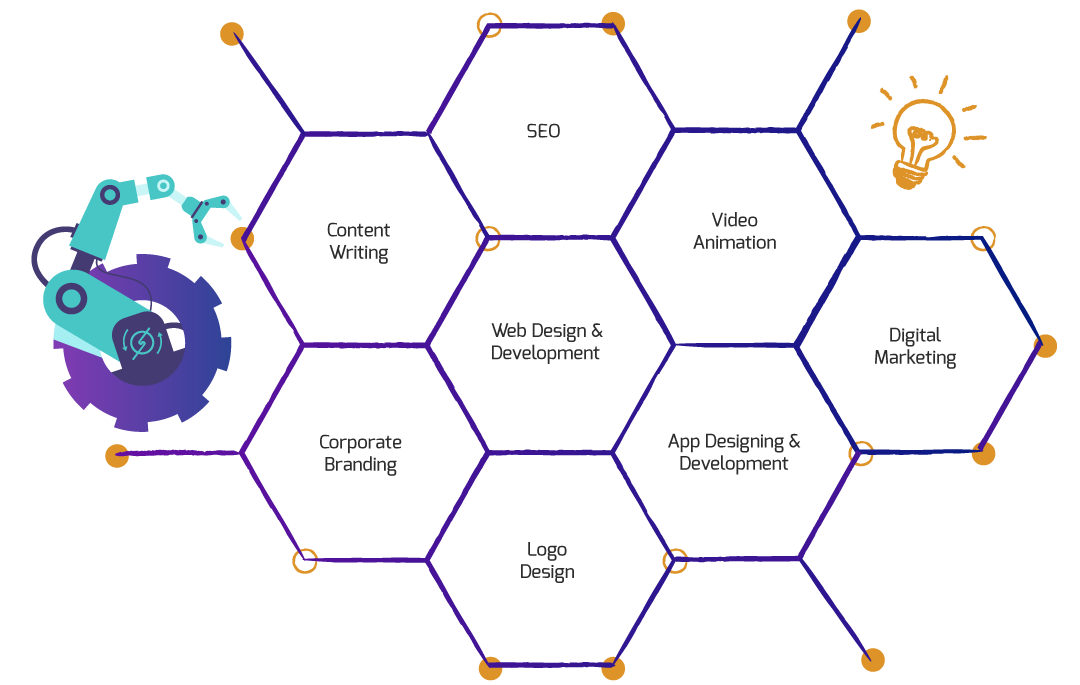 SEO
Content
Writing
Video
Animation
Web Design &
Development
Digital
Marketing
Corporate
Branding
App Designing &
Development
Logo
Design